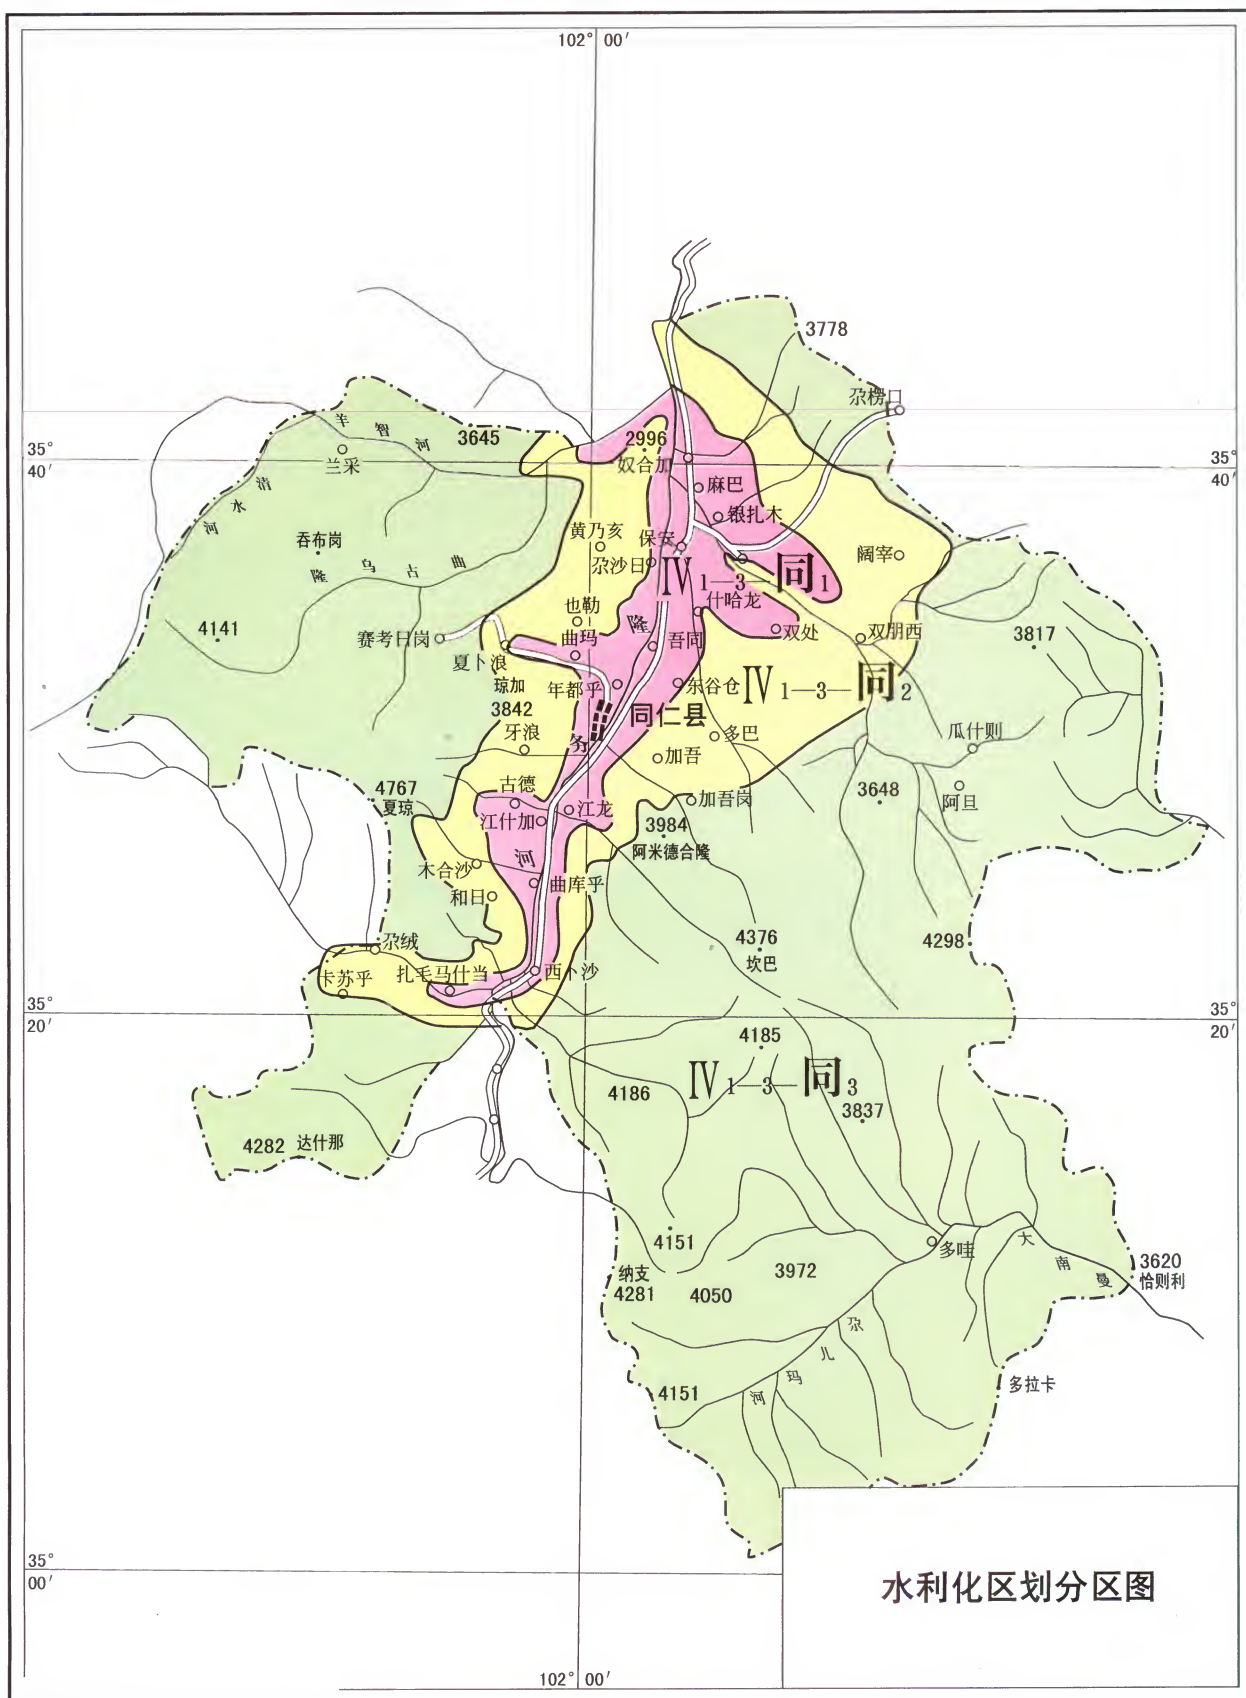 102° 00′
3778
尕楞口
羊智河
3645
2996
35°
40′
35°
40′
兰采
奴合加
清水河
麻巴
银扎木
吞布岗
黄乃亥
保安
阔宰
隆乌古曲
尕沙日
Ⅳ1—3—同1
什哈龙
也勒
4141
赛考日岗
曲玛
隆
吾同
双处
双朋西
3817
夏卜浪
琼加
3842
年都乎
东谷仓
Ⅳ1—3—同2
同仁县
牙浪
务
多巴
瓜什则
加吾
4767
夏琼
古德
3648
阿旦
江什加
江龙
加吾岗
3984
阿米德合隆
河
木合沙
曲库乎
和日
尕绒
4376
坎巴
4298
卡苏乎
扎毛马什当
西卜沙
35°
20′
35°
20′
4185
4186
Ⅳ1—3—同3
3837
4282 达什那
4151
多哇
大南曼
纳支
4281
4050
3972
3620
恰则利
尕儿玛河
4151
多拉卡
35°
00′
水利化区划分区图
102° 00′